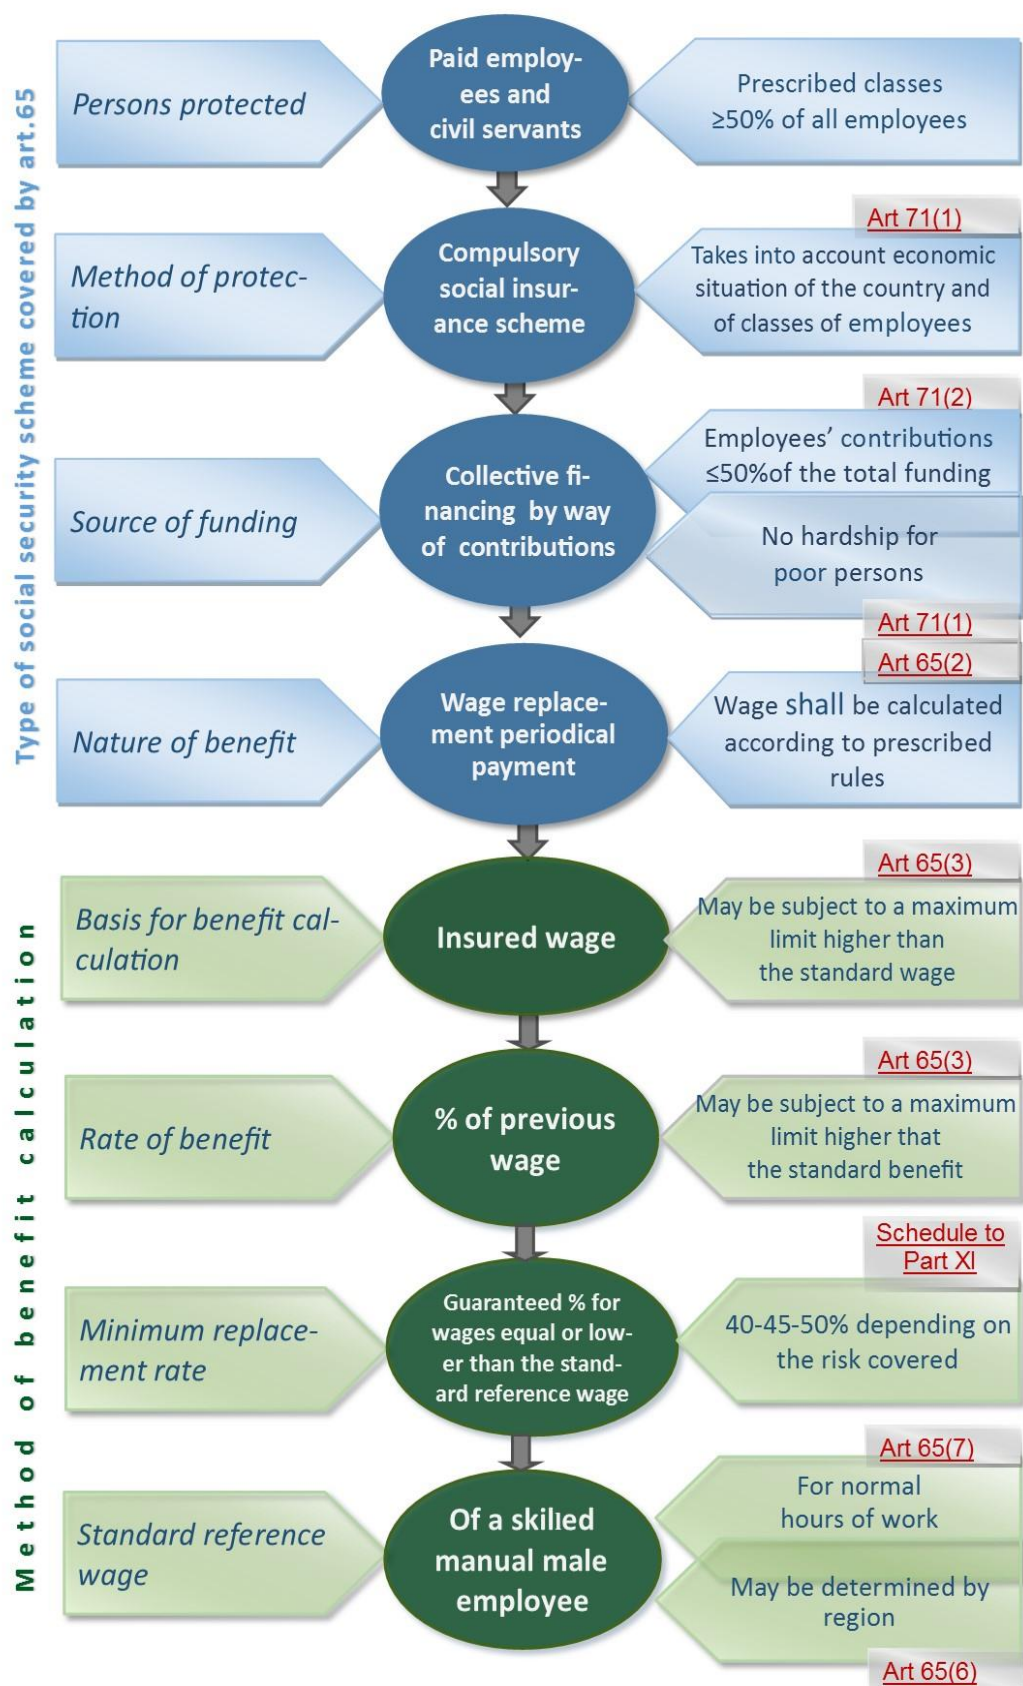 Type of social security scheme covered by art.65
Persons protected
Paid employ-
ees and
civil servants
Prescribed classes
≥50% of all employees
Method of protec-
tion
Compulsory
social insur-
ance scheme
Art 71(1)
Takes into account economic
situation of the country and
of classes of employees
Source of funding
Collective fi-
nancing by way
of contributions
Art 71(2)
Employees’ contributions
≤50%of the total funding
No hardship for
poor persons
Art 71(1)
Nature of benefit
Wage replace-
ment periodical
payment
Art 65(2)
Wage shall be calculated
according to prescribed
rules
Method of benefit calculation
Basis for benefit cal-
culation
Insured wage
Art 65(3)
May be subject to a maximum
limit higher than
the standard wage
Rate of benefit
% of previous
wage
Art 65(3)
May be subject to a maximum
limit higher that
the standard benefit
Minimum replace-
ment rate
Guaranteed % for
wages equal or low-
er than the stand-
ard reference wage
Schedule to
Part XI
40-45-50% depending on
the risk covered
Standard reference
wage
Of a skilled
manual male
employee
Art 65(7)
For normal
hours of work
May be determined by
region
Art 65(6)